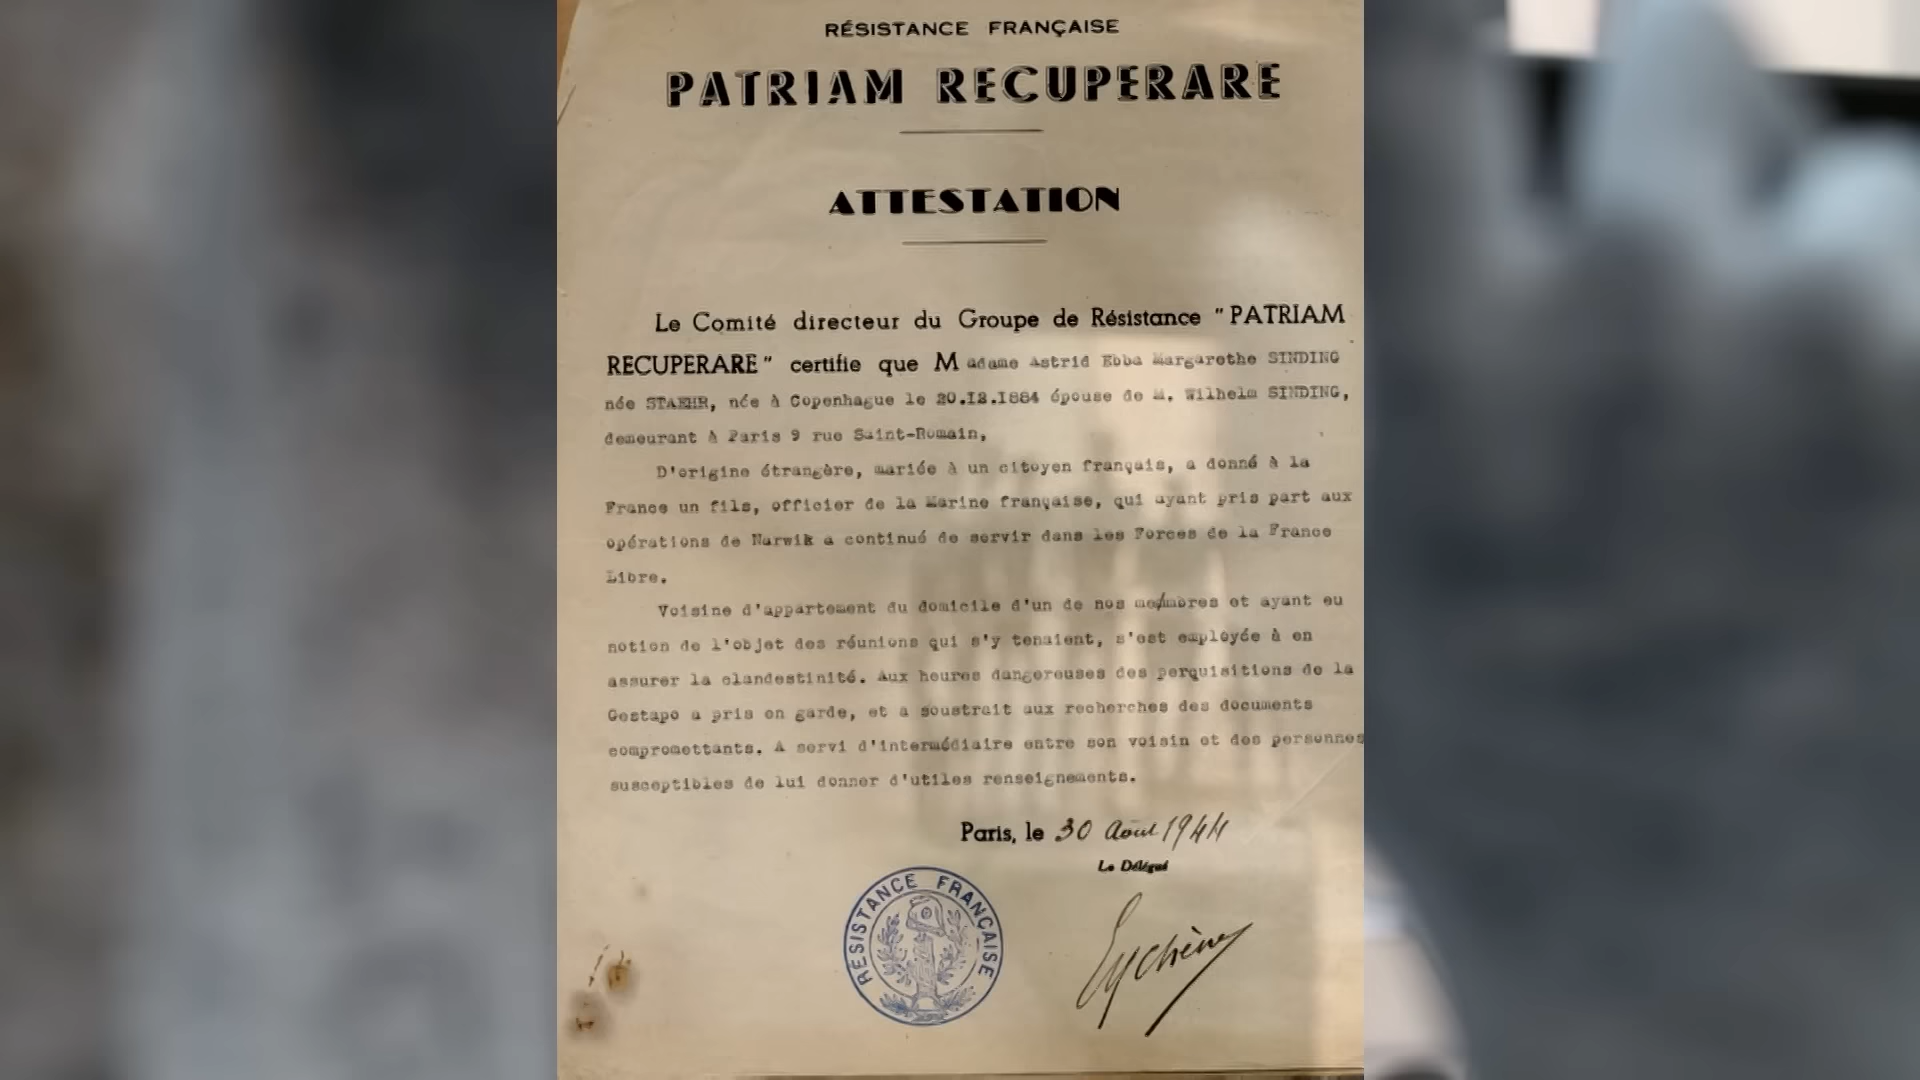 RÉSISTANCE FRANÇAISE
PATRIAM RECUPERARE
ATTESTATION
Le Comité directeur du Groupe de Résistance "PATRIAM
RECUPERARE" certifie que Madame Astrid Ebba Margarethe SINDING
née STAEHR, née à Copenhague le 20.12.1884 épouse de M. Wilhelm SINDING,
demeurant à Paris 9 rue Saint-Romain,
D'origine étrangère, mariée à un citoyen français, a donné à la
France un fils, officier de la Marine française, qui ayant pris part aux
opérations de Narwik a continué de servir dans les Forces de la France
Libre.
Voisine d'appartement du domicile d'un de nos membres et ayant eu
notion de l'objet des réunions qui s'y tenaient, s'est employée à en
assurer la clandestinité. Aux heures dangereuses des perquisitions de la
Gestapo a pris en garde, et a soustrait aux recherches des documents
compromettants. A servi d'intermédiaire entre son voisin et des personnes
susceptibles de lui donner d'utiles renseignements.
Paris, le 30 Août 1944
Le Délégué
RÉSISTANCE FRANÇAISE